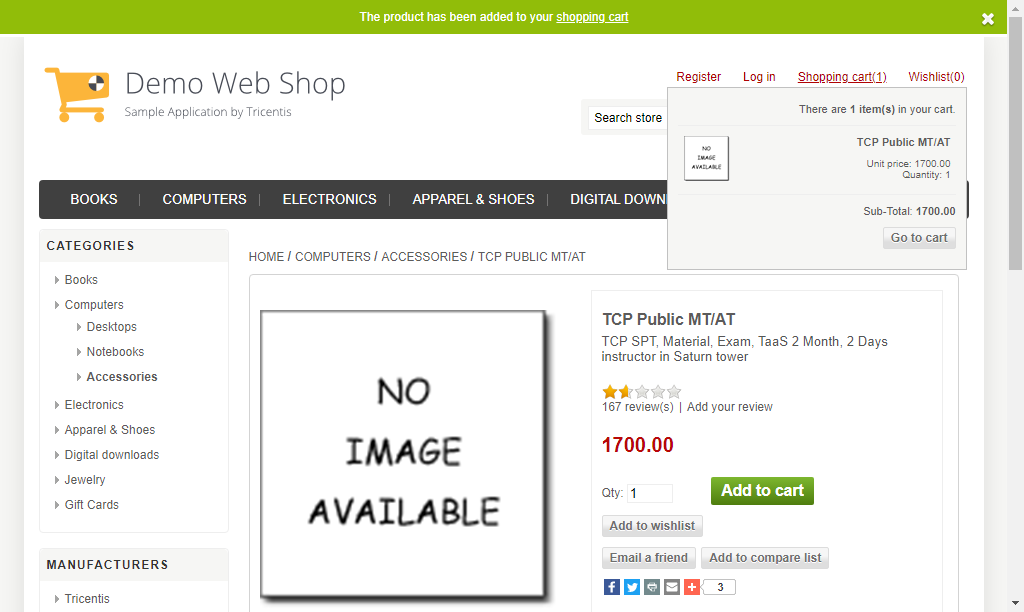 The product has been added to your shopping cart
Demo Web Shop
Sample Application by Tricentis
Register Log in Shopping cart(1) Wishlist(0)
Search store
There are 1 item(s) in your cart.
NO
IMAGE
AVAILABLE
TCP Public MT/AT
Unit price: 1700.00
Quantity: 1
Sub-Total: 1700.00
Go to cart
BOOKS COMPUTERS ELECTRONICS APPAREL & SHOES DIGITAL DOWN
CATEGORIES
Books
Computers
Desktops
Notebooks
Accessories
Electronics
Apparel & Shoes
Digital downloads
Jewelry
Gift Cards
MANUFACTURERS
Tricentis
HOME / COMPUTERS / ACCESSORIES / TCP PUBLIC MT/AT
NO
IMAGE
AVAILABLE
TCP Public MT/AT
TCP SPT, Material, Exam, TaaS 2 Month, 2 Days
instructor in Saturn tower
167 review(s) | Add your review
1700.00
Qty: 1 Add to cart
Add to wishlist
Email a friend Add to compare list
3